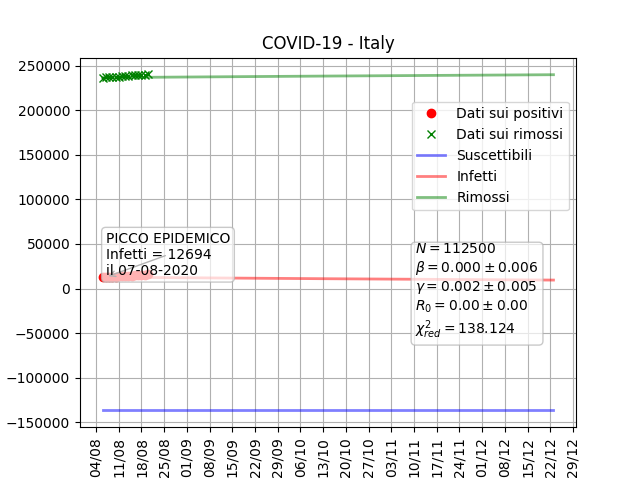 COVID-19 - Italy
250000
200000
150000
100000
50000
0
−50000
−100000
−150000
Dati sui positivi
Dati sui rimossi
Suscettibili
Infetti
Rimossi
PICCO EPIDEMICO
Infetti = 12694
il 07-08-2020
N = 112500
β = 0.000 ± 0.006
γ = 0.002 ± 0.005
R₀ = 0.00 ± 0.00
χ²red = 138.124
04/08
11/08
18/08
25/08
01/09
08/09
15/09
22/09
29/09
06/10
13/10
20/10
27/10
03/11
10/11
17/11
24/11
01/12
08/12
15/12
22/12
29/12